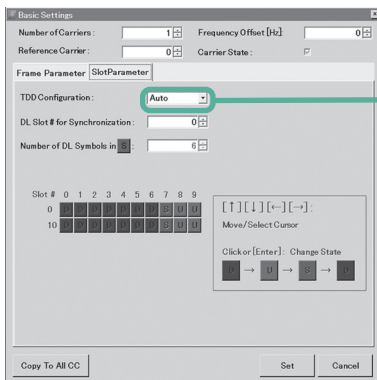 Basic Settings
Number of Carriers: 1 Frequency Offset [Hz]: 0
Reference Carrier: 0 Carrier State:
Frame Parameter SlotParameter
TDD Configuration: Auto
DL Slot # for Synchronization: 0
Number of DL Symbols in S: 6
Slot # 0 1 2 3 4 5 6 7 8 9
0 D D D D D D D S U U
10 D D D D D D D S U U
[↑][↓][←][→]:
Move/Select Cursor
Click or [Enter]: Change State
D → U → S → D
Copy To All CC Set Cancel